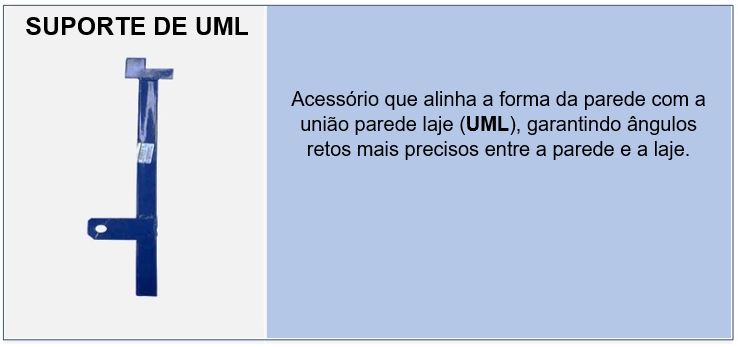 SUPORTE DE UML
Acessório que alinha a forma da parede com a
união parede laje (UML), garantindo ângulos
retos mais precisos entre a parede e a laje.